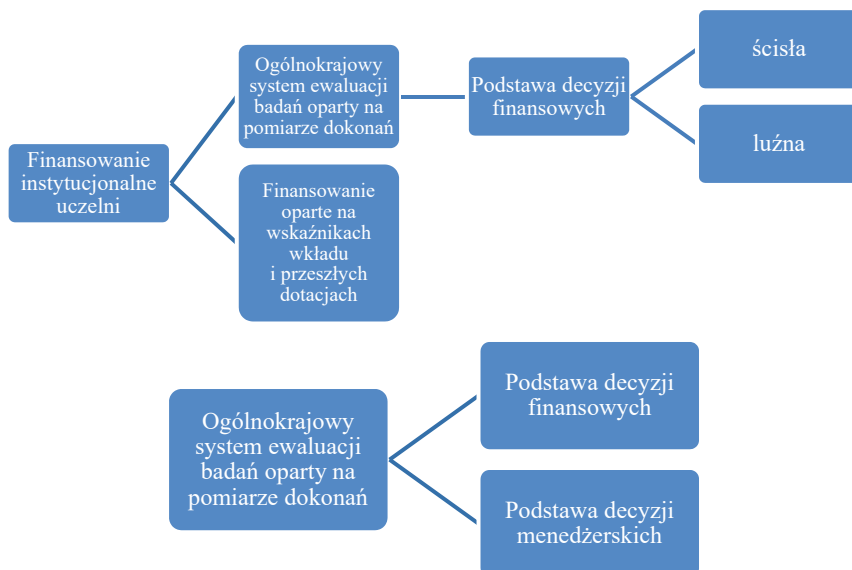 Finansowanie
instytucjonalne
uczelni
Ogólnokrajowy
system ewaluacji
badań oparty na
pomiarze dokonań
Finansowanie
oparte na
wskaźnikach
wkładu
i przeszłych
dotacjach
Podstawa decyzji
finansowych
ścisła
luźna
Ogólnokrajowy
system ewaluacji
badań oparty na
pomiarze dokonań
Podstawa decyzji
finansowych
Podstawa decyzji
menedżerskich